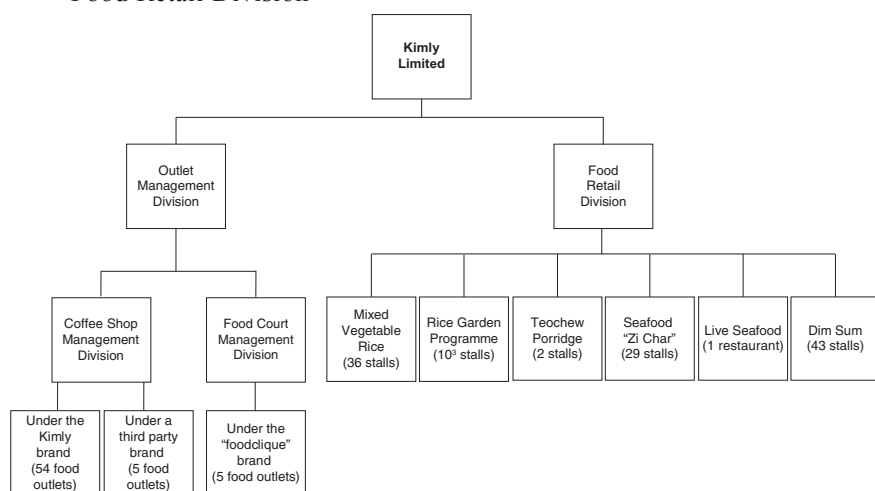 Food Retail Division
Kimly
Limited
Outlet
Management
Division
Food
Retail
Division
Coffee Shop
Management
Division
Food Court
Management
Division
Mixed
Vegetable
Rice
(36 stalls)
Rice Garden
Programme
(10³ stalls)
Teochew
Porridge
(2 stalls)
Seafood
“Zi Char”
(29 stalls)
Live Seafood
(1 restaurant)
Dim Sum
(43 stalls)
Under the
Kimly
brand
(54 food
outlets)
Under a
third party
brand
(5 food
outlets)
Under the
“foodclique”
brand
(5 food outlets)